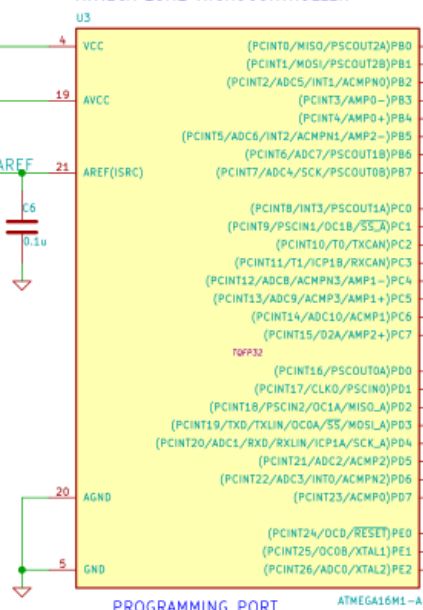 U3
4 VCC (PCINT0/MISO/PSCOUT2A)PB0
(PCINT1/MOSI/PSCOUT2B)PB1
(PCINT2/ADC5/INT1/ACMPN0)PB2
19 AVCC (PCINT3/AMP0-)PB3
(PCINT4/AMP0+)PB4
(PCINT5/ADC6/INT2/ACMPN1/AMP2-)PB5
(PCINT6/ADC7/PSCOUT1B)PB6
AREF 21 AREF(ISRC) (PCINT7/ADC4/SCK/PSCOUT0B)PB7
C6 (PCINT8/INT3/PSCOUT1A)PC0
(PCINT9/PSCIN1/OC1B/SS_A)PC1
0.1u (PCINT10/T0/TXCAN)PC2
(PCINT11/T1/ICP1B/RXCAN)PC3
(PCINT12/ADC8/ACMPN3/AMP1-)PC4
(PCINT13/ADC9/ACMP3/AMP1+)PC5
(PCINT14/ADC10/ACMP1)PC6
(PCINT15/D2A/AMP2+)PC7
TQFP32
(PCINT16/PSCOUT0A)PD0
(PCINT17/CLKO/PSCIN0)PD1
(PCINT18/PSCIN2/OC1A/MISO_A)PD2
(PCINT19/TXD/TXLIN/OC0A/SS/MOSI_A)PD3
(PCINT20/ADC1/RXD/RXLIN/ICP1A/SCK_A)PD4
(PCINT21/ADC2/ACMP2)PD5
(PCINT22/ADC3/INT0/ACMPN2)PD6
20 AGND (PCINT23/ACMP0)PD7
(PCINT24/OCD/RESET)PE0
(PCINT25/OC0B/XTAL1)PE1
5 GND (PCINT26/ADC0/XTAL2)PE2
ATMEGA16M1-A
PROGRAMMING PORT